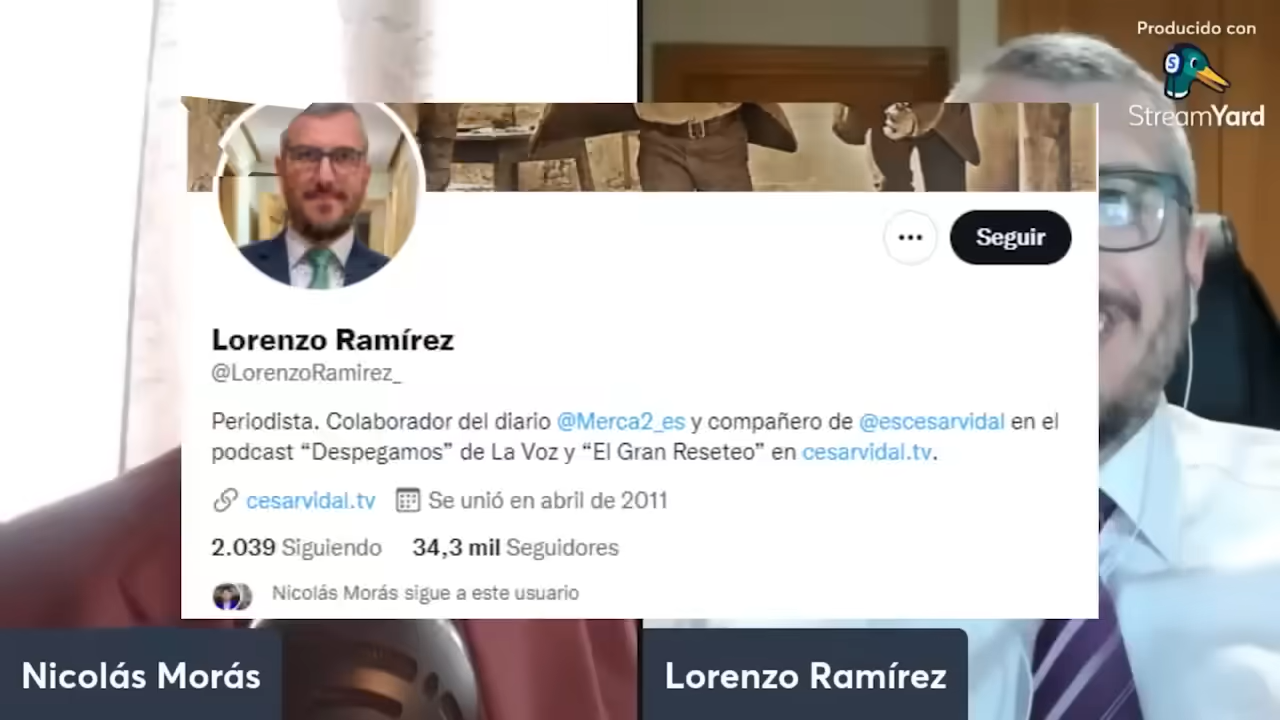 Producido con
S
StreamYard
Seguir
Lorenzo Ramírez
@LorenzoRamirez_
Periodista. Colaborador del diario @Merca2_es y compañero de @escesarvidal en el
podcast “Despegamos” de La Voz y “El Gran Reseteo” en cesarvidal.tv.
cesarvidal.tv Se unió en abril de 2011
2.039 Siguiendo 34,3 mil Seguidores
Nicolás Morás sigue a este usuario
Nicolás Morás
Lorenzo Ramírez